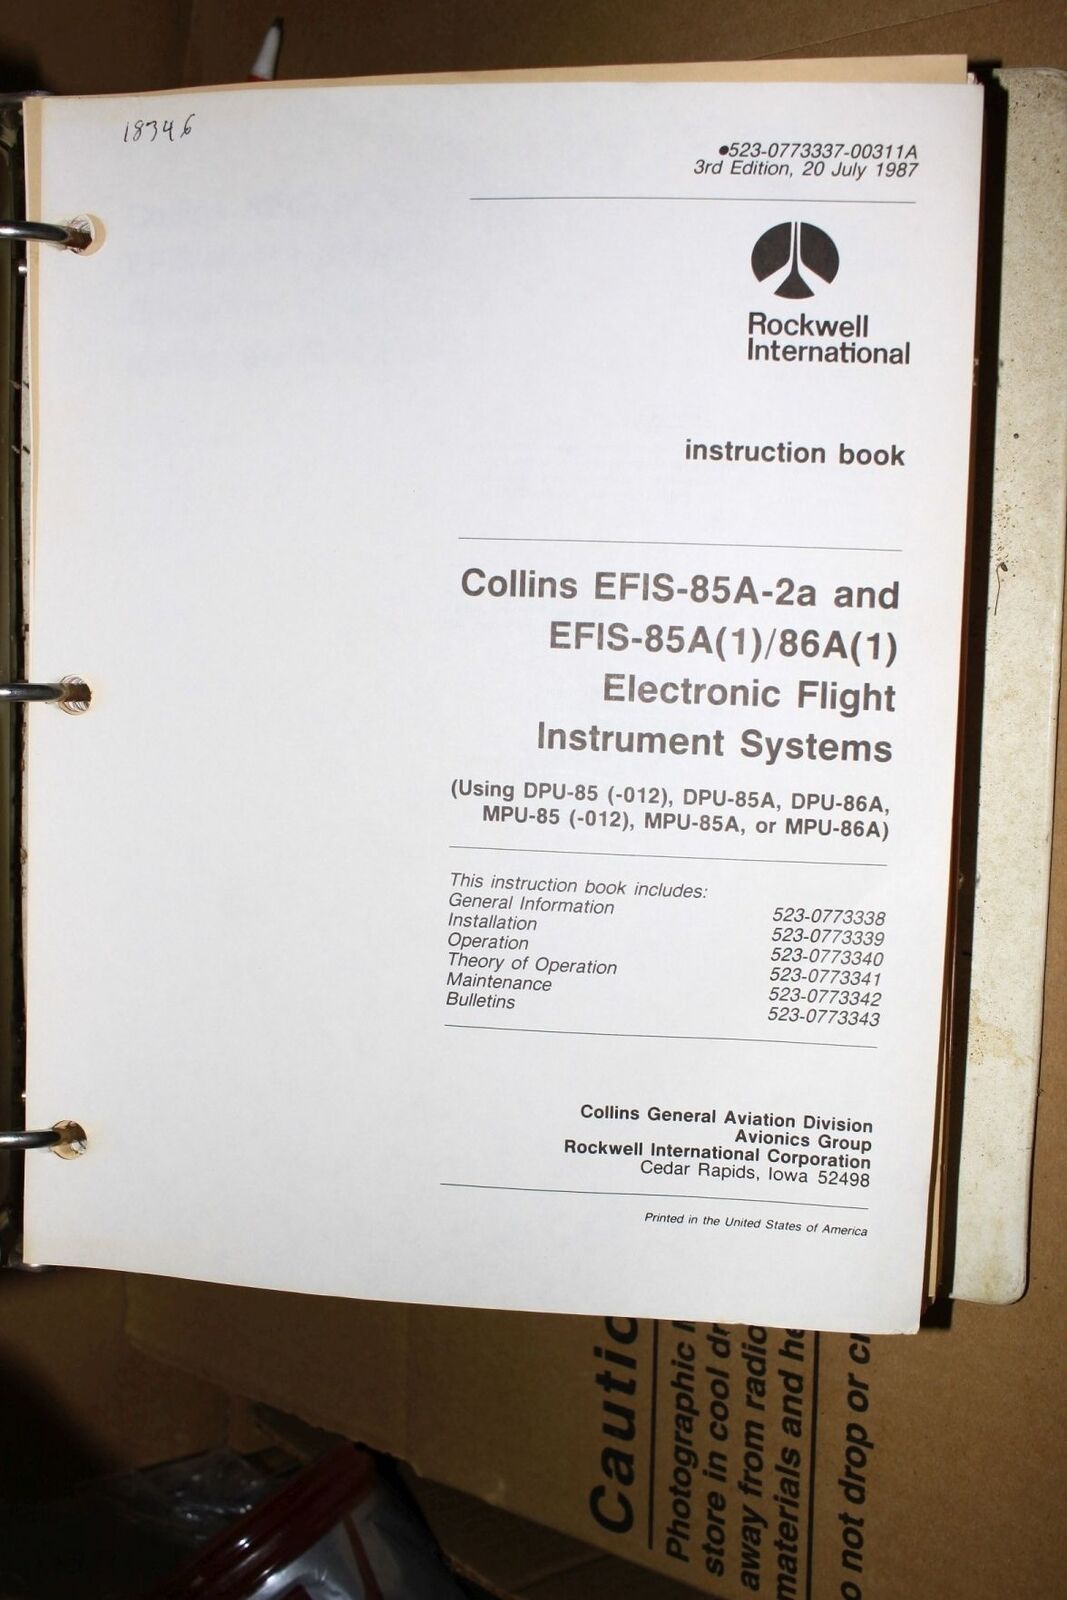 18346
●523-0773337-00311A
3rd Edition, 20 July 1987
Rockwell
International
instruction book
Collins EFIS-85A-2a and
EFIS-85A(1)/86A(1)
Electronic Flight
Instrument Systems
(Using DPU-85 (-012), DPU-85A, DPU-86A,
MPU-85 (-012), MPU-85A, or MPU-86A)
This instruction book includes:
General Information 523-0773338
Installation 523-0773339
Operation 523-0773340
Theory of Operation 523-0773341
Maintenance 523-0773342
Bulletins 523-0773343
Collins General Aviation Division
Avionics Group
Rockwell International Corporation
Cedar Rapids, Iowa 52498
Printed in the United States of America
Photographic
store in cool
away from
materials and
not drop or